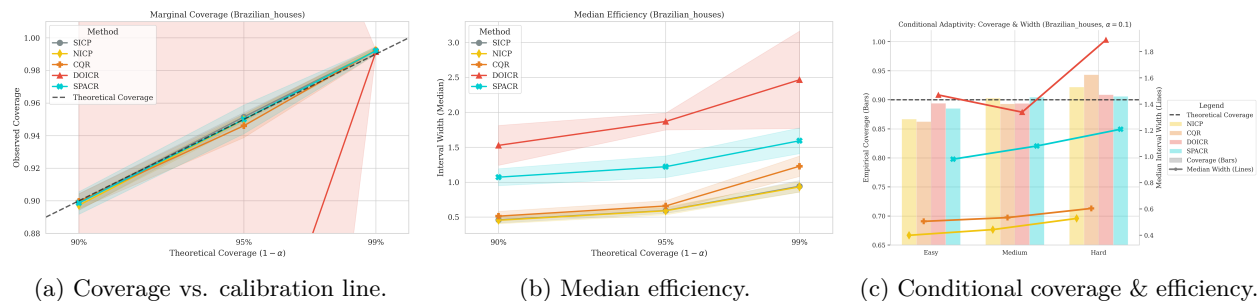 Marginal Coverage (Brazilian_houses)
Method
SICP
NICP
CQR
DOICR
SPACR
Theoretical Coverage
Observed Coverage
1.00
0.98
0.96
0.94
0.92
0.90
0.88
90%
95%
99%
Theoretical Coverage (1 − α)
(a) Coverage vs. calibration line.
Median Efficiency (Brazilian_houses)
Method
SICP
NICP
CQR
DOICR
SPACR
Interval Width (Median)
3.0
2.5
2.0
1.5
1.0
0.5
90%
95%
99%
Theoretical Coverage (1 − α)
(b) Median efficiency.
Conditional Adaptivity: Coverage & Width (Brazilian_houses, α = 0.1)
Empirical Coverage (Bars)
1.00
0.95
0.90
0.85
0.80
0.75
0.70
0.65
Easy
Medium
Hard
1.8
1.6
1.4
1.2
1.0
0.8
0.6
0.4
Median Interval Width (Lines)
Legend
Theoretical Coverage
NICP
CQR
DOICR
SPACR
Coverage (Bars)
Median Width (Lines)
(c) Conditional coverage & efficiency.